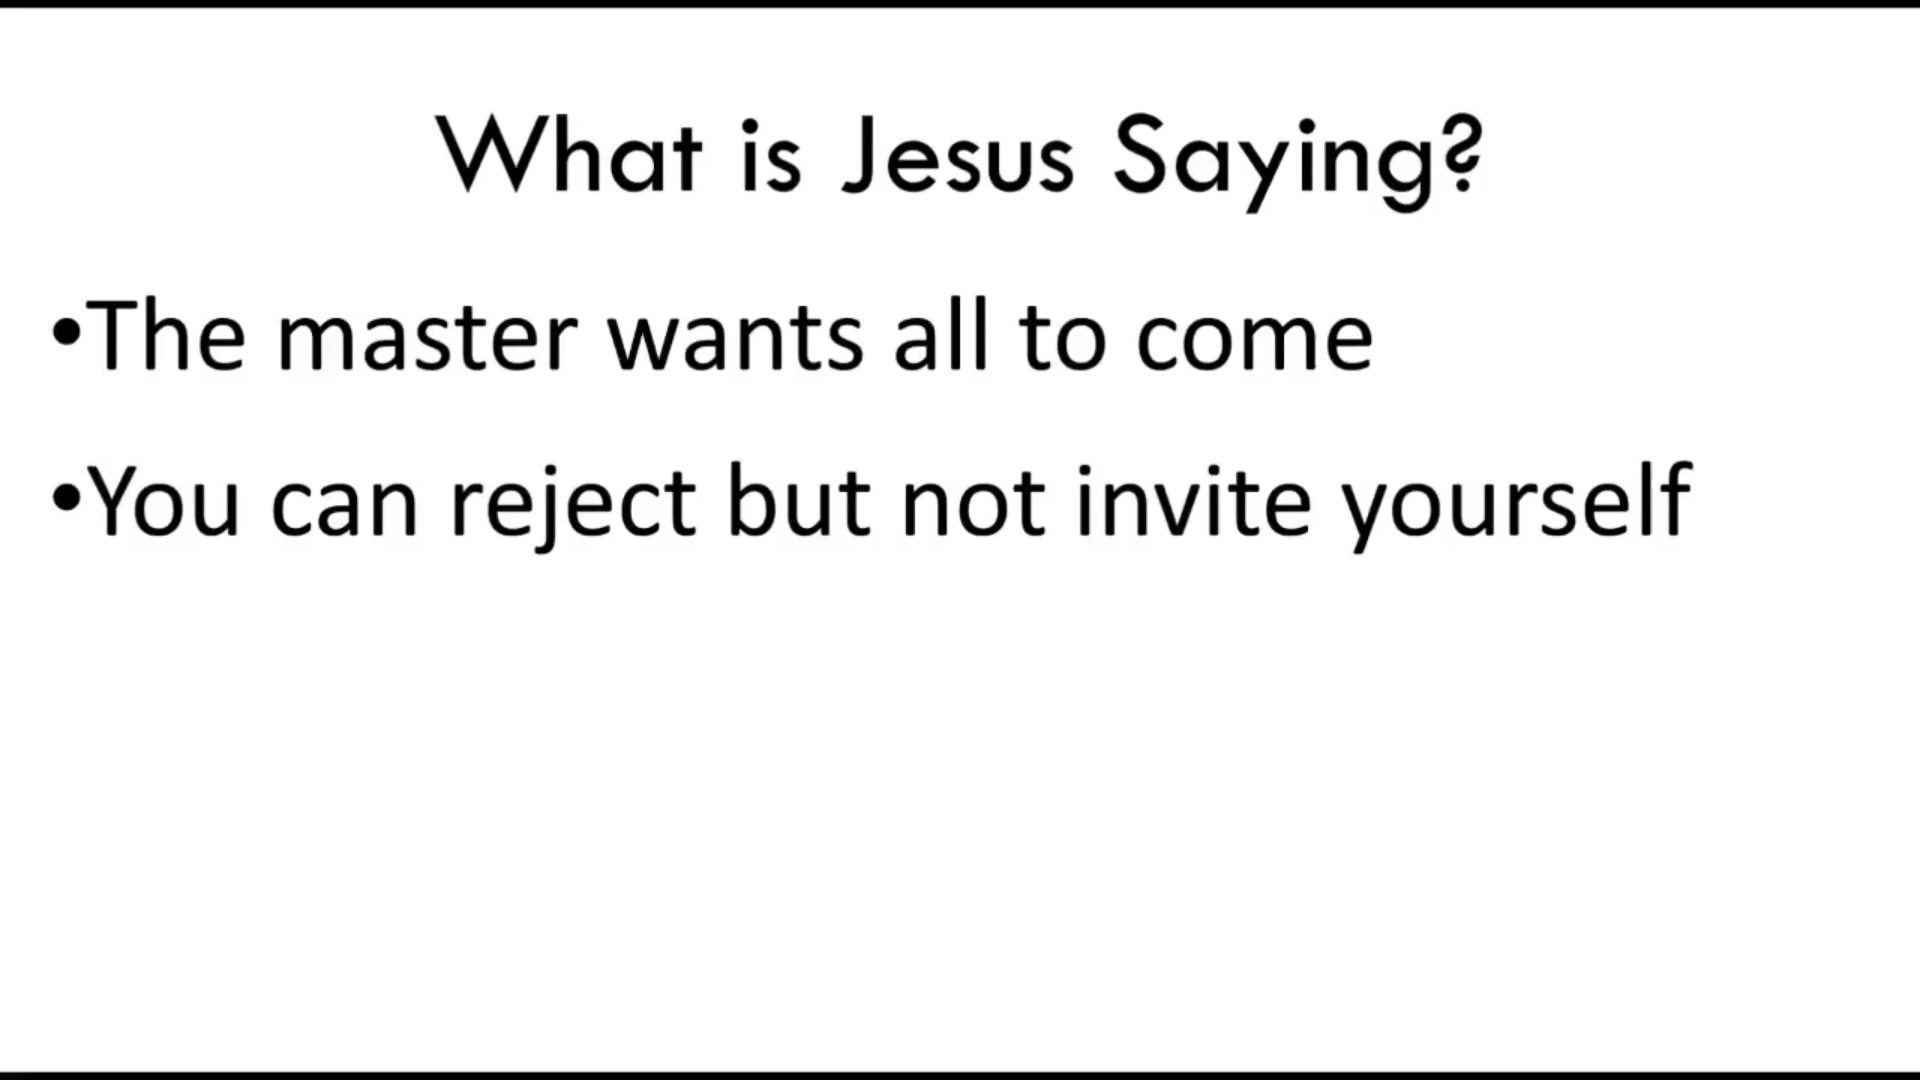 What is Jesus Saying?
•The master wants all to come
•You can reject but not invite yourself